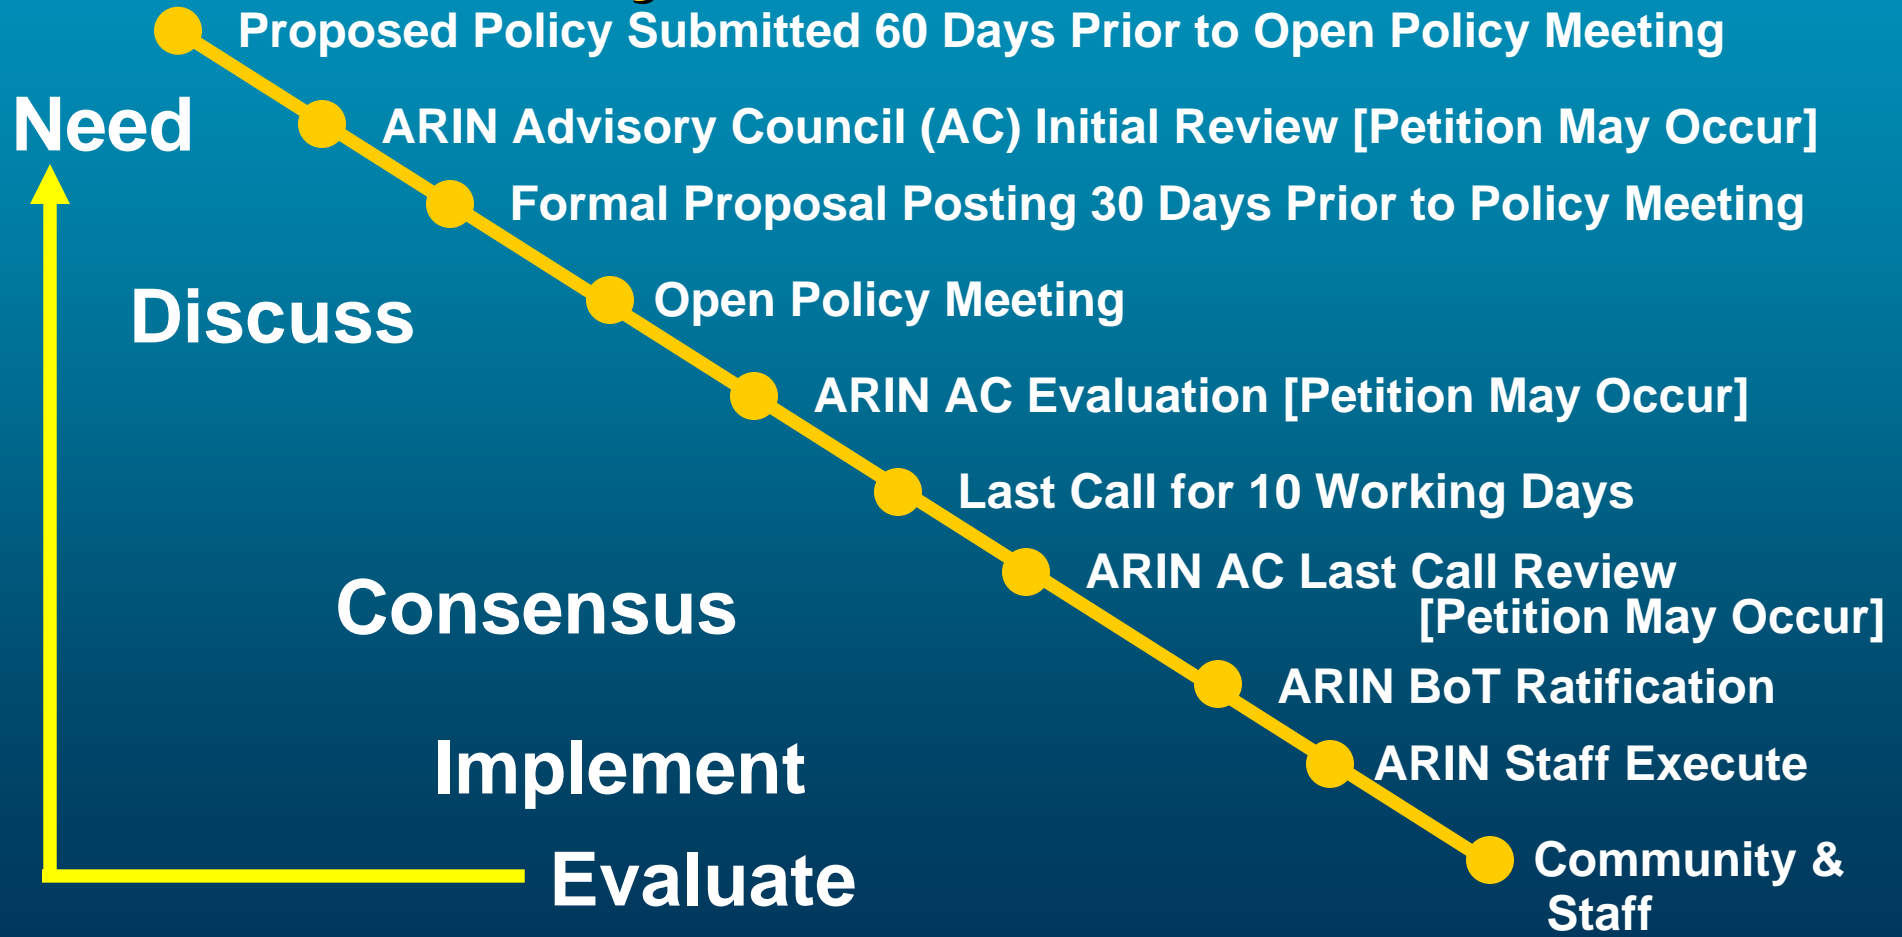 Proposed Policy Submitted 60 Days Prior to Open Policy Meeting
Need
ARIN Advisory Council (AC) Initial Review [Petition May Occur]
Formal Proposal Posting 30 Days Prior to Policy Meeting
Discuss
Open Policy Meeting
ARIN AC Evaluation [Petition May Occur]
Last Call for 10 Working Days
Consensus
ARIN AC Last Call Review
[Petition May Occur]
ARIN BoT Ratification
Implement
ARIN Staff Execute
Evaluate
Community &
Staff